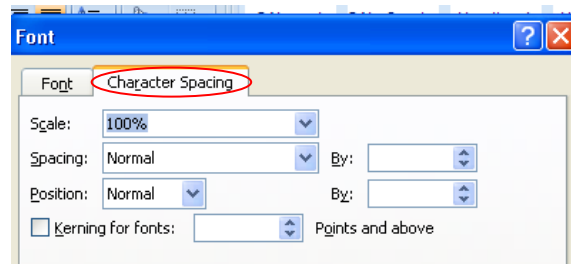 Font
?
Font Character Spacing
Scale: 100%
Spacing: Normal By:
Position: Normal By:
Kerning for fonts: Points and above